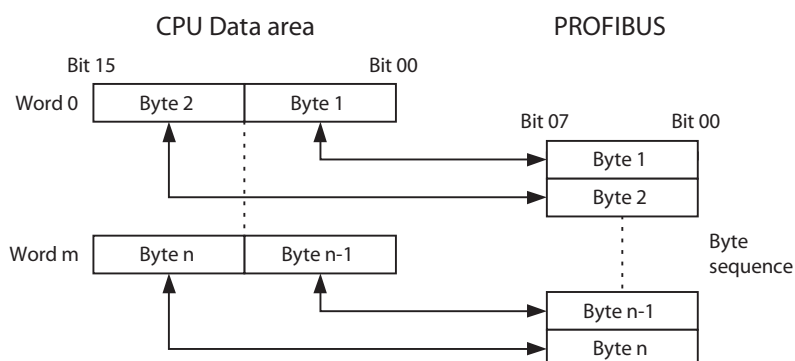 CPU Data area PROFIBUS
Bit 15 Bit 00
Word 0 Byte 2 Byte 1
Bit 07 Bit 00
Byte 1
Byte 2
Word m Byte n Byte n-1
Byte
sequence
Byte n-1
Byte n